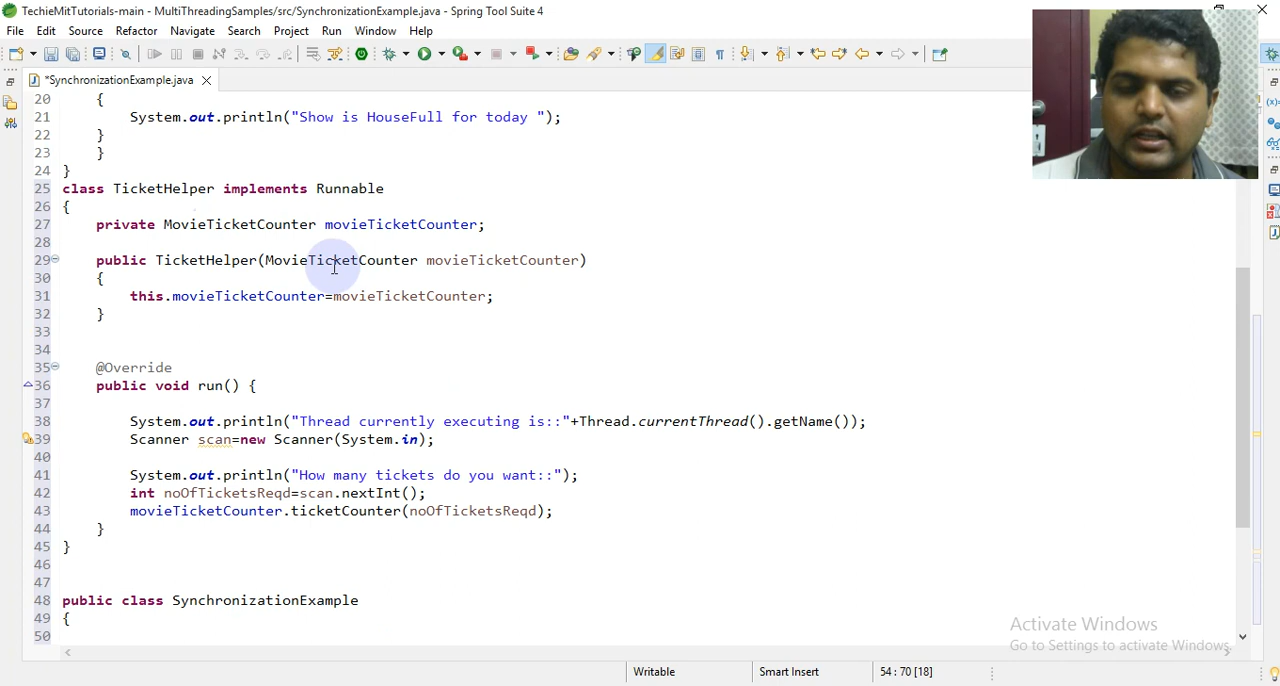 TechieMitTutorials-main - MultiThreadingSamples/src/SynchronizationExample.java - Spring Tool Suite 4
File Edit Source Refactor Navigate Search Project Run Window Help
*SynchronizationExample.java
20 {
21 System.out.println("Show is HouseFull for today ");
22 }
23 }
24 }
25 class TicketHelper implements Runnable
26 {
27 private MovieTicketCounter movieTicketCounter;
28
29 public TicketHelper(MovieTicketCounter movieTicketCounter)
30 {
31 this.movieTicketCounter=movieTicketCounter;
32 }
33
34
35 @Override
36 public void run() {
37
38 System.out.println("Thread currently executing is::"+Thread.currentThread().getName());
39 Scanner scan=new Scanner(System.in);
40
41 System.out.println("How many tickets do you want::");
42 int noOfTicketsReqd=scan.nextInt();
43 movieTicketCounter.ticketCounter(noOfTicketsReqd);
44 }
45 }
46
47
48 public class SynchronizationExample
49 {
50
Activate Windows
Go to Settings to activate Windows.
Writable Smart Insert 54 : 70 [18]